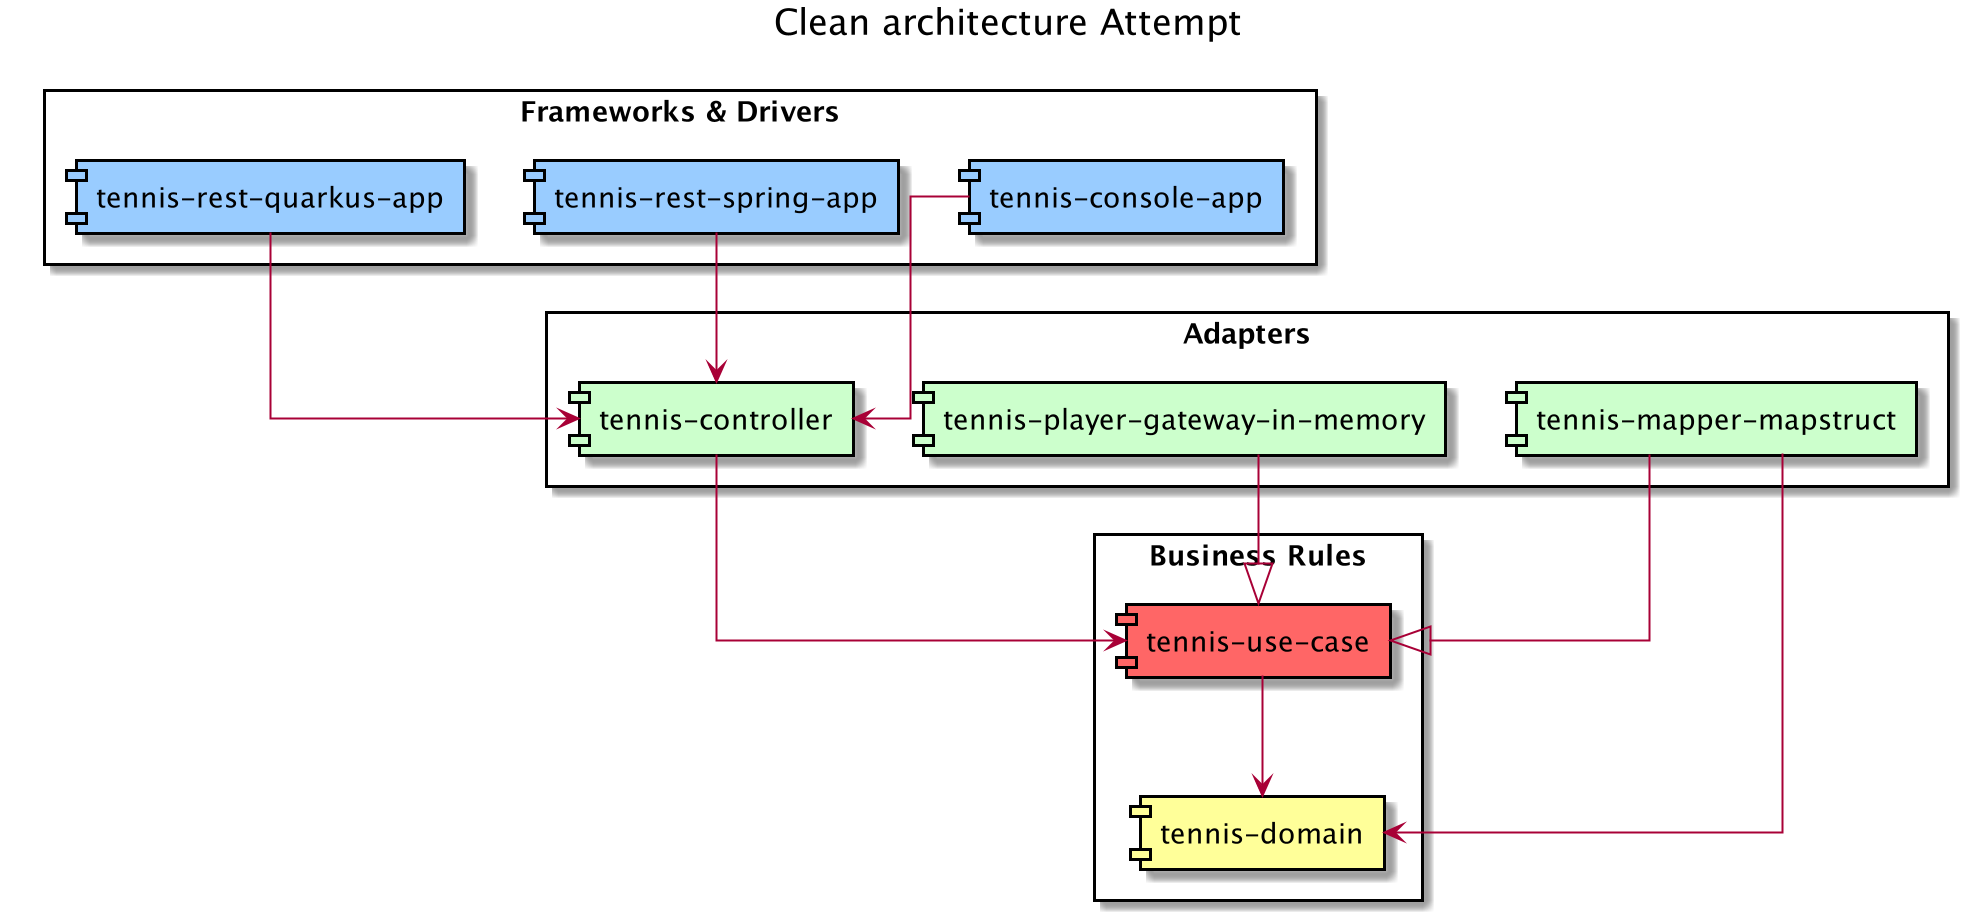 Clean architecture Attempt
Frameworks & Drivers
tennis-rest-quarkus-app
tennis-rest-spring-app
tennis-console-app
Adapters
tennis-controller
tennis-player-gateway-in-memory
tennis-mapper-mapstruct
Business Rules
tennis-use-case
tennis-domain